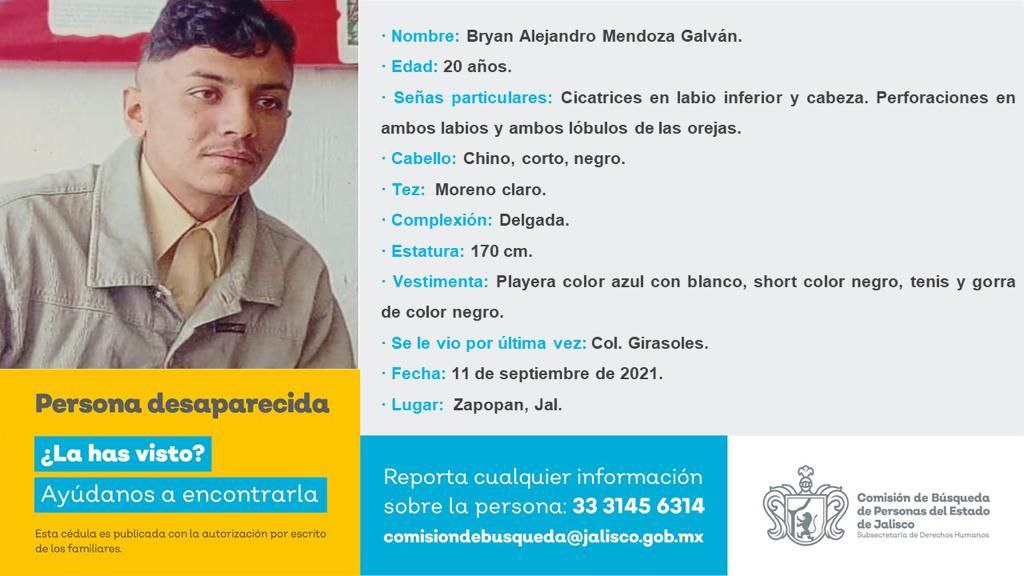 · Nombre: Bryan Alejandro Mendoza Galván.
· Edad: 20 años.
· Señas particulares: Cicatrices en labio inferior y cabeza. Perforaciones en
ambos labios y ambos lóbulos de las orejas.
· Cabello: Chino, corto, negro.
· Tez: Moreno claro.
· Complexión: Delgada.
· Estatura: 170 cm.
· Vestimenta: Playera color azul con blanco, short color negro, tenis y gorra
de color negro.
· Se le vio por última vez: Col. Girasoles.
· Fecha: 11 de septiembre de 2021.
· Lugar: Zapopan, Jal.
Persona desaparecida
¿La has visto?
Ayúdanos a encontrarla
Esta cédula es publicada con la autorización por escrito
de los familiares.
Reporta cualquier información
sobre la persona: 33 3145 6314
comisiondebusqueda@jalisco.gob.mx
Comisión de Búsqueda
de Personas del Estado
de Jalisco
Subsecretaría de Derechos Humanos